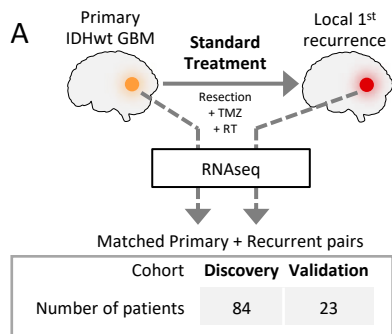 A
Primary
IDHwt GBM
Standard
Treatment
Local 1st
recurrence
Resection
+ TMZ
+ RT
RNAseq
Matched Primary + Recurrent pairs
Cohort Discovery Validation
Number of patients 84 23